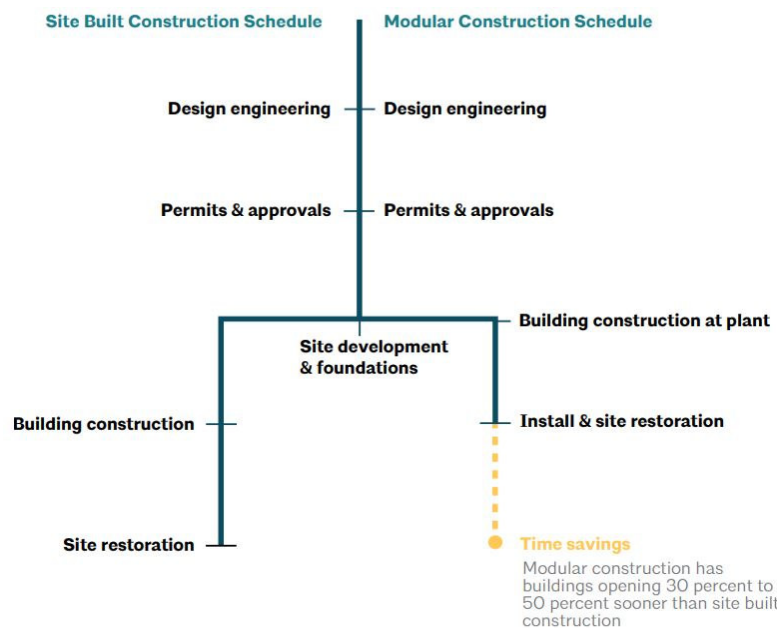 Site Built Construction Schedule
Modular Construction Schedule
Design engineering
Design engineering
Permits & approvals
Permits & approvals
Building construction at plant
Site development
& foundations
Building construction
Install & site restoration
Site restoration
Time savings
Modular construction has
buildings opening 30 percent to
50 percent sooner than site built
construction